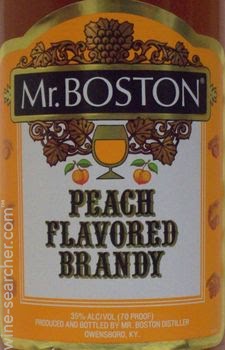 Mr. BOSTON®
PEACH
FLAVORED
BRANDY
35% ALC/VOL (70 PROOF)
PRODUCED AND BOTTLED BY MR. BOSTON DISTILLER
OWENSBORO, KY.
wine-searcher.com